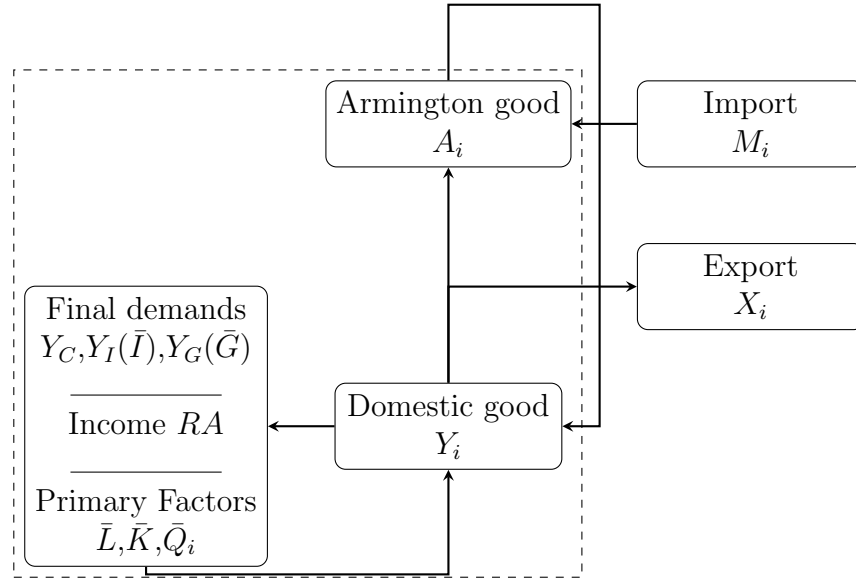 Armington good
A_i
Import
M_i
Export
X_i
Final demands
Y_C,Y_I(Ī),Y_G(Ḡ)
Income RA
Primary Factors
L̄,K̄,Q̄_i
Domestic good
Y_i